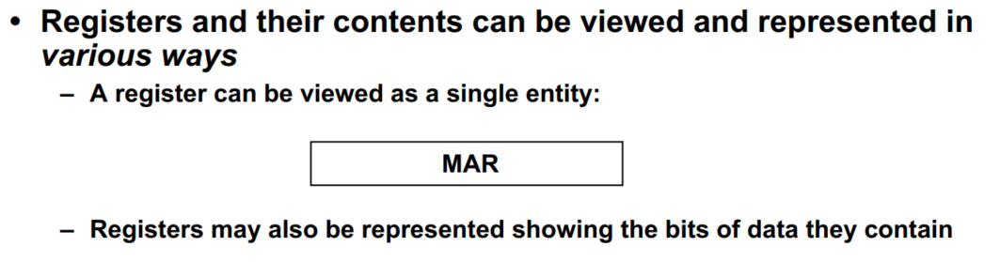 • Registers and their contents can be viewed and represented in
various ways
– A register can be viewed as a single entity:
MAR
– Registers may also be represented showing the bits of data they contain